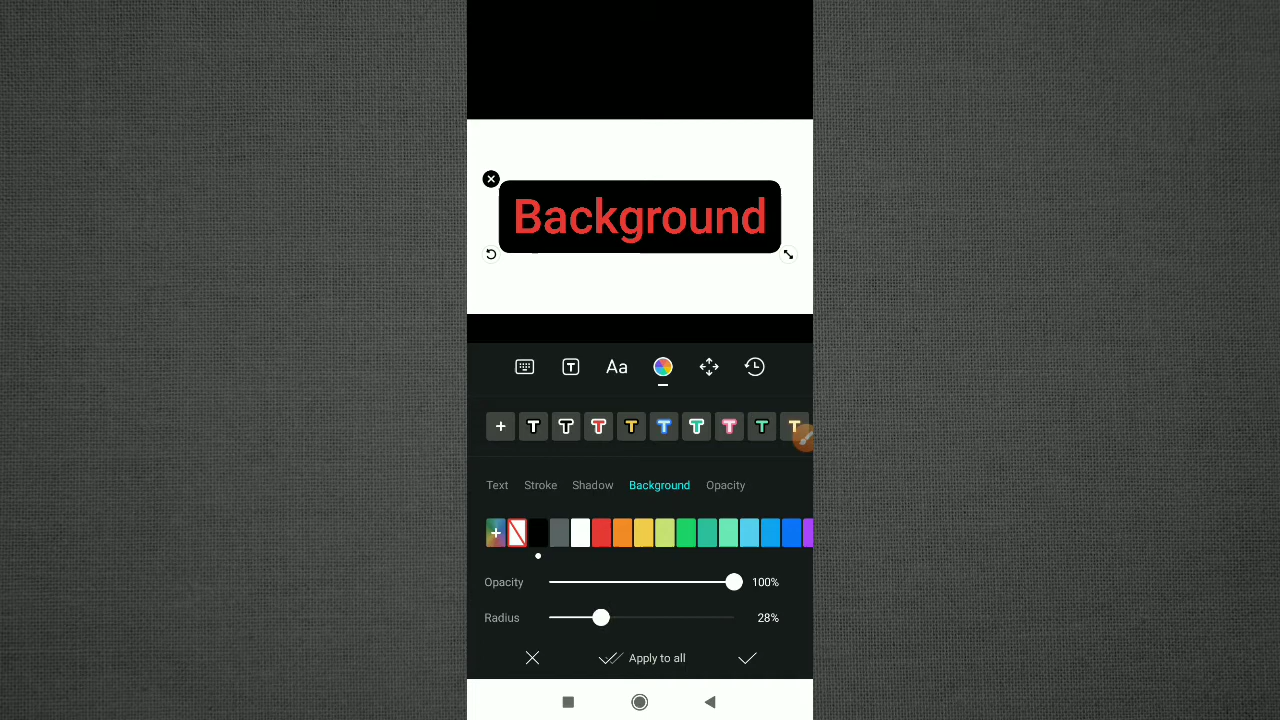 Background
Aa
T T T T T T T T T
Text Stroke Shadow Background Opacity
Opacity 100%
Radius 28%
Apply to all